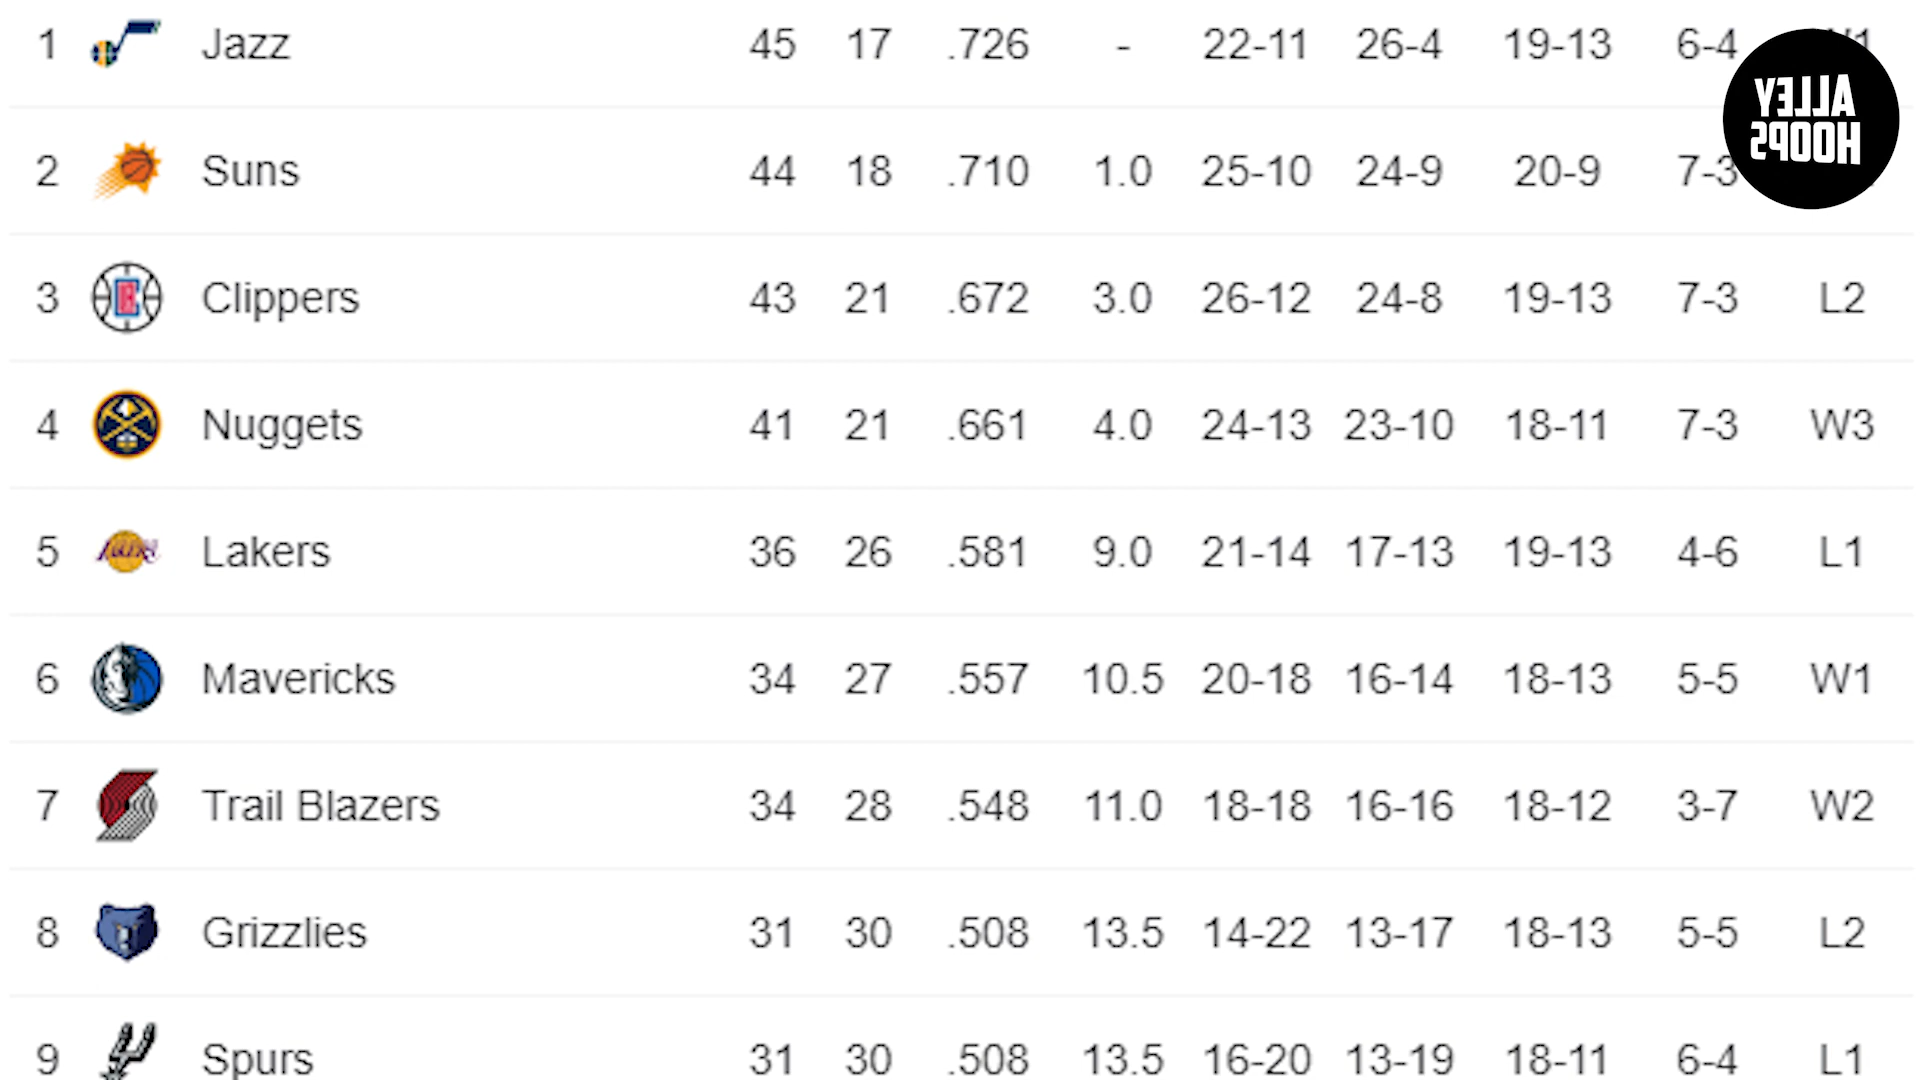 1 Jazz 45 17 .726 - 22-11 26-4 19-13 6-4
2 Suns 44 18 .710 1.0 25-10 24-9 20-9 7-3
ALLEY
HOOPS
3 Clippers 43 21 .672 3.0 26-12 24-8 19-13 7-3 L2
4 Nuggets 41 21 .661 4.0 24-13 23-10 18-11 7-3 W3
5 Lakers 36 26 .581 9.0 21-14 17-13 19-13 4-6 L1
6 Mavericks 34 27 .557 10.5 20-18 16-14 18-13 5-5 W1
7 Trail Blazers 34 28 .548 11.0 18-18 16-16 18-12 3-7 W2
8 Grizzlies 31 30 .508 13.5 14-22 13-17 18-13 5-5 L2
9 Spurs 31 30 .508 13.5 16-20 13-19 18-11 6-4 L1